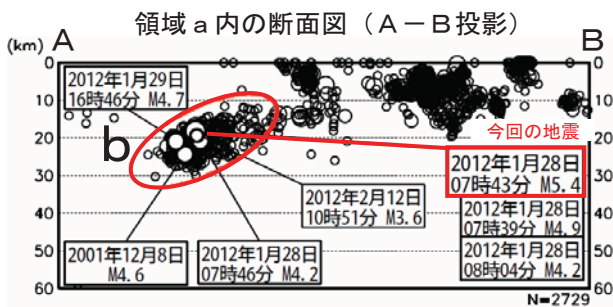 領域a内の断面図（A－B投影）
(km) A B
0 0
10 10
20 20
30 30
40 40
50 50
60 60
2012年1月29日
16時46分 M4.7
b
今回の地震
2012年1月28日
07時43分 M5.4
2012年2月12日
10時51分 M3.6
2012年1月28日
07時39分 M4.9
2001年12月8日
M4.6
2012年1月28日
07時46分 M4.2
2012年1月28日
08時04分 M4.2
N=2729